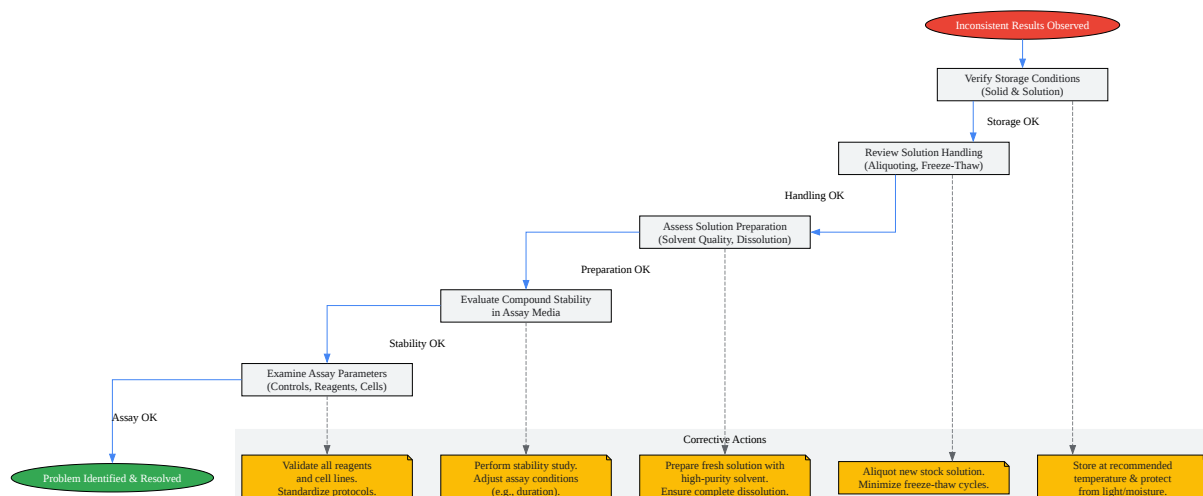 Inconsistent Results Observed
Verify Storage Conditions
(Solid & Solution)
Storage OK
Review Solution Handling
(Aliquoting, Freeze-Thaw)
Handling OK
Assess Solution Preparation
(Solvent Quality, Dissolution)
Preparation OK
Evaluate Compound Stability
in Assay Media
Stability OK
Examine Assay Parameters
(Controls, Reagents, Cells)
Assay OK
Problem Identified & Resolved
Corrective Actions
Validate all reagents
and cell lines.
Standardize protocols.
Perform stability study.
Adjust assay conditions
(e.g., duration).
Prepare fresh solution with
high-purity solvent.
Ensure complete dissolution.
Aliquot new stock solution.
Minimize freeze-thaw cycles.
Store at recommended
temperature & protect
from light/moisture.